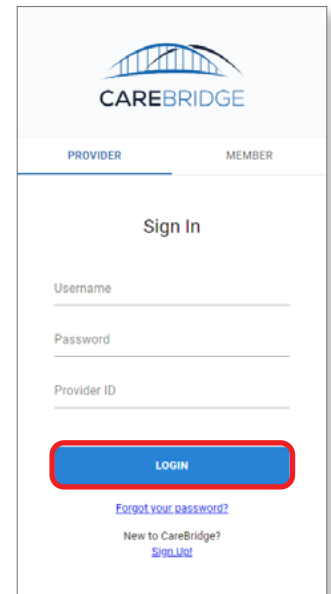 CAREBRIDGE
PROVIDER MEMBER
Sign In
Username
Password
Provider ID
LOGIN
Forgot your password?
New to CareBridge?
Sign Up!